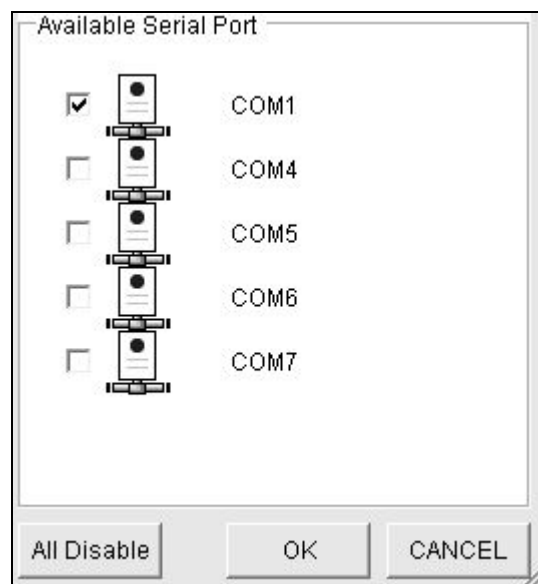 Available Serial Port
COM1
COM4
COM5
COM6
COM7
All Disable OK CANCEL